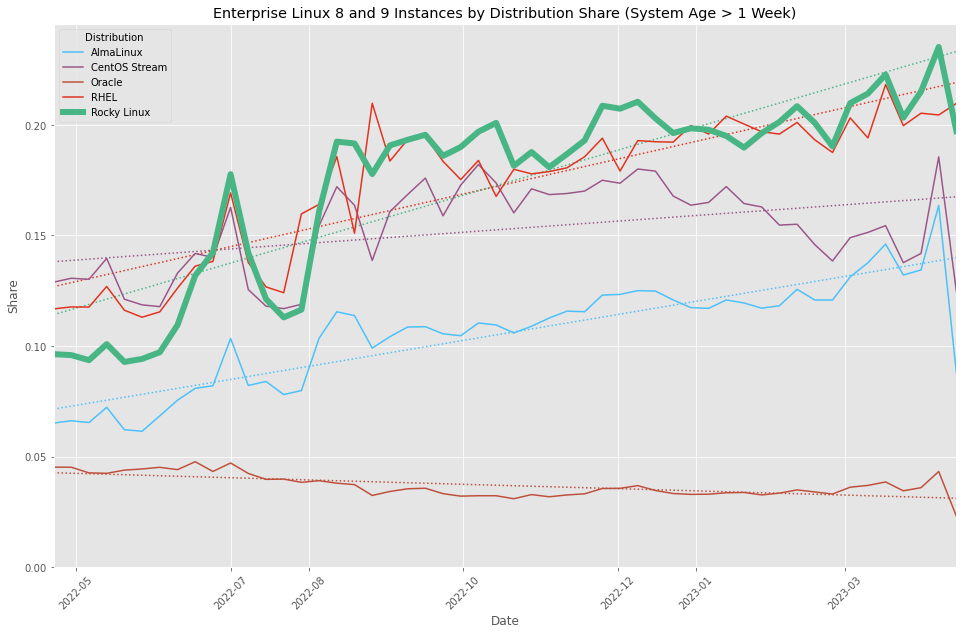 Enterprise Linux 8 and 9 Instances by Distribution Share (System Age > 1 Week)
Distribution
AlmaLinux
CentOS Stream
Oracle
RHEL
Rocky Linux
Share
0.20
0.15
0.10
0.05
0.00
2022-05
2022-07
2022-08
2022-10
2022-12
2023-01
2023-03
Date